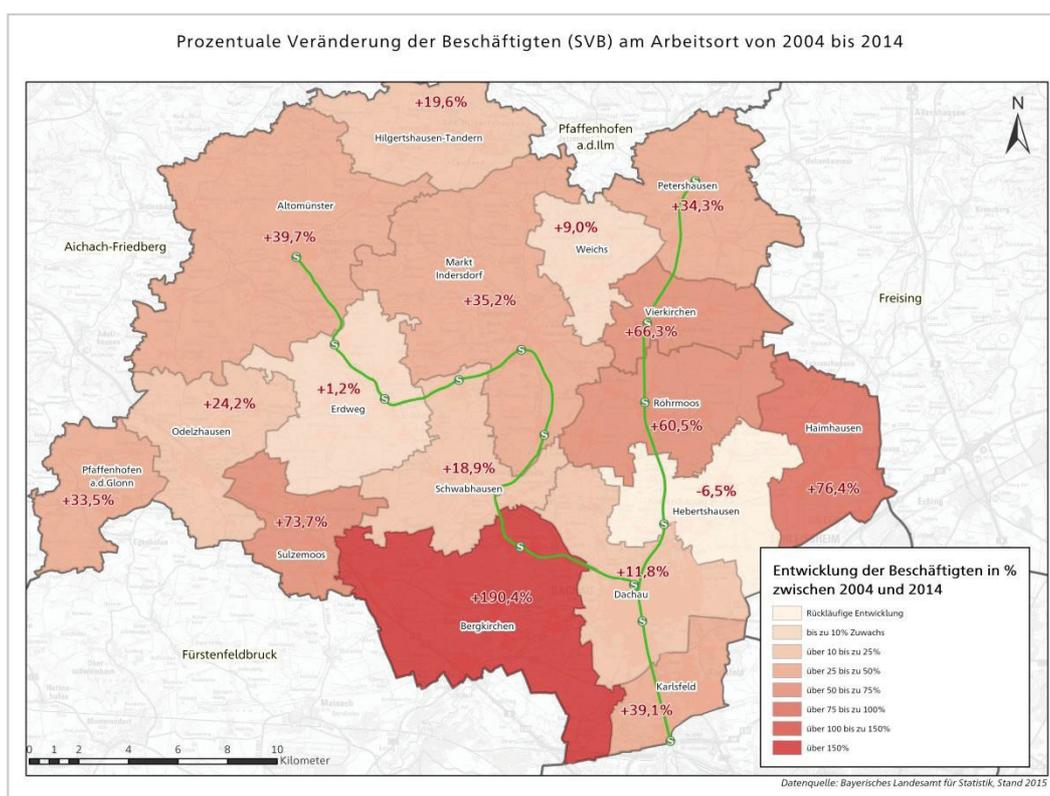 Prozentuale Veränderung der Beschäftigten (SVB) am Arbeitsort von 2004 bis 2014
N
+19,6%
Hilgertshausen-Tandern
Pfaffenhofen
a.d.Ilm
Petershausen
+34,3%
Altomünster
+39,7%
Aichach-Friedberg
+9,0%
Weichs
Markt
Indersdorf
+35,2%
Freising
Vierkirchen
+66,3%
+1,2%
Erdweg
+24,2%
Odelzhausen
Röhrmoos
+60,5%
Haimhausen
+76,4%
Pfaffenhofen
a.d.Glonn
+33,5%
+18,9%
Schwabhausen
-6,5%
Hebertshausen
+73,7%
Sulzemoos
+11,8%
Dachau
+190,4%
Bergkirchen
Fürstenfeldbruck
Karlsfeld
+39,1%
S
S
S
S
S
S
S
S
S
S
S
S
S
S
Entwicklung der Beschäftigten in %
zwischen 2004 und 2014
Rückläufige Entwicklung
bis zu 10% Zuwachs
über 10 bis zu 25%
über 25 bis zu 50%
über 50 bis zu 75%
über 75 bis zu 100%
über 100 bis zu 150%
über 150%
0 1 2 4 6 8 10
Kilometer
Datenquelle: Bayerisches Landesamt für Statistik, Stand 2015